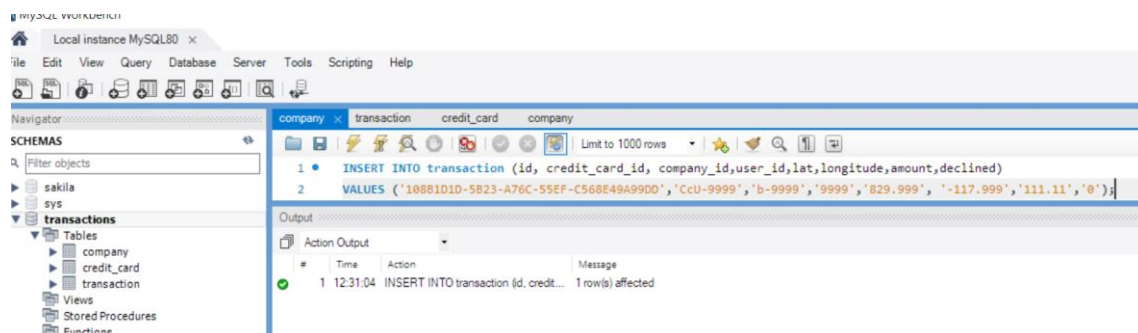 MySQL Workbench
Local instance MySQL80 ×
File Edit View Query Database Server Tools Scripting Help
Navigator
SCHEMAS
Filter objects
sakila
sys
transactions
Tables
company
credit_card
transaction
Views
Stored Procedures
Functions
company × transaction credit_card company
Limit to 1000 rows
1 INSERT INTO transaction (id, credit_card_id, company_id,user_id,lat,longitude,amount,declined)
2 VALUES ('108B1D1D-5B23-A76C-55EF-C568E49A99DD','CcU-9999','b-9999','9999','829.999', '-117.999','111.11','0');
Output
Action Output
# Time Action Message
1 12:31:04 INSERT INTO transaction (id, credit... 1 row(s) affected